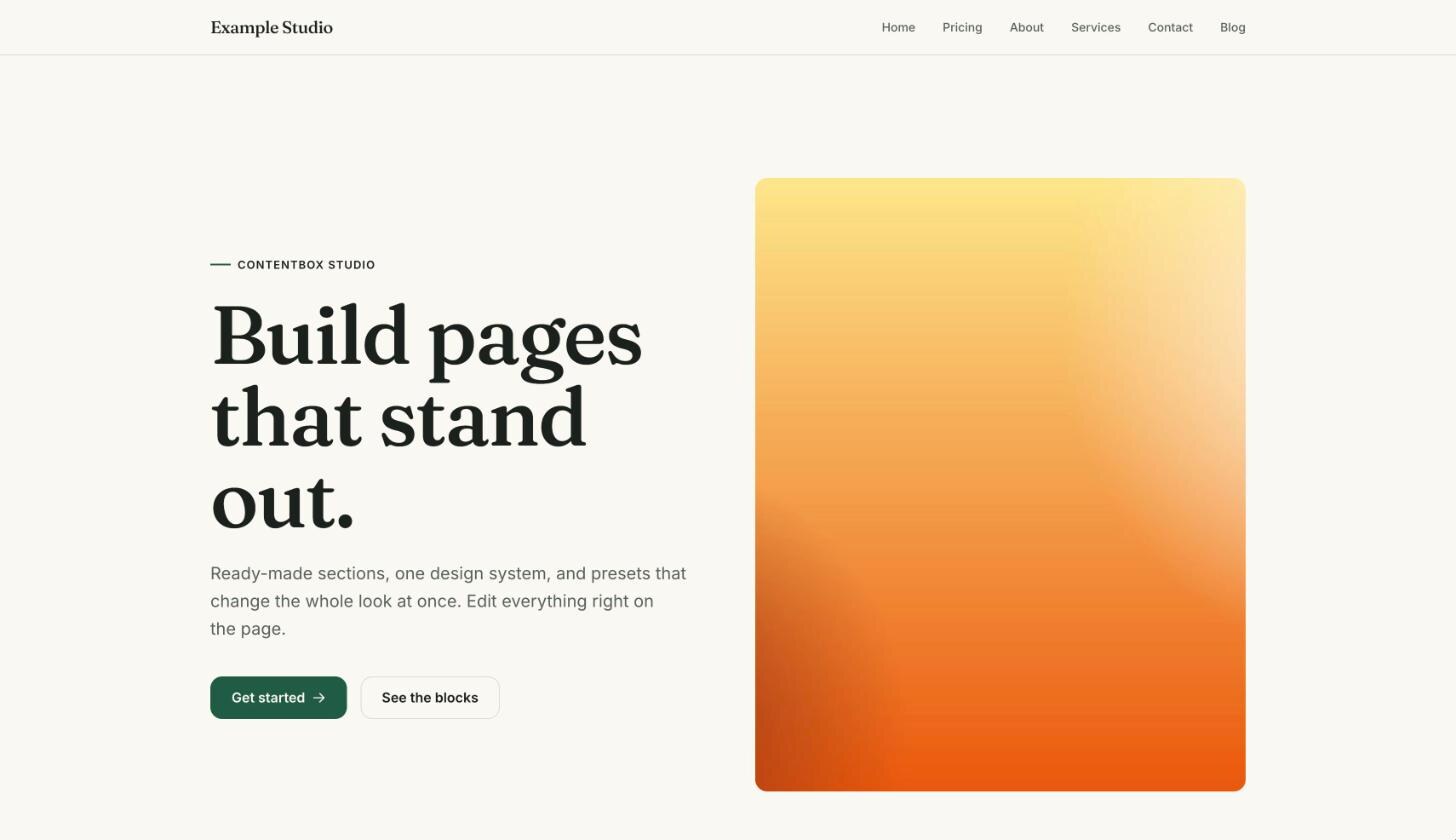 Example Studio
Home Pricing About Services Contact Blog
CONTENTBOX STUDIO
Build pages
that stand
out.
Ready-made sections, one design system, and presets that
change the whole look at once. Edit everything right on
the page.
Get started →
See the blocks